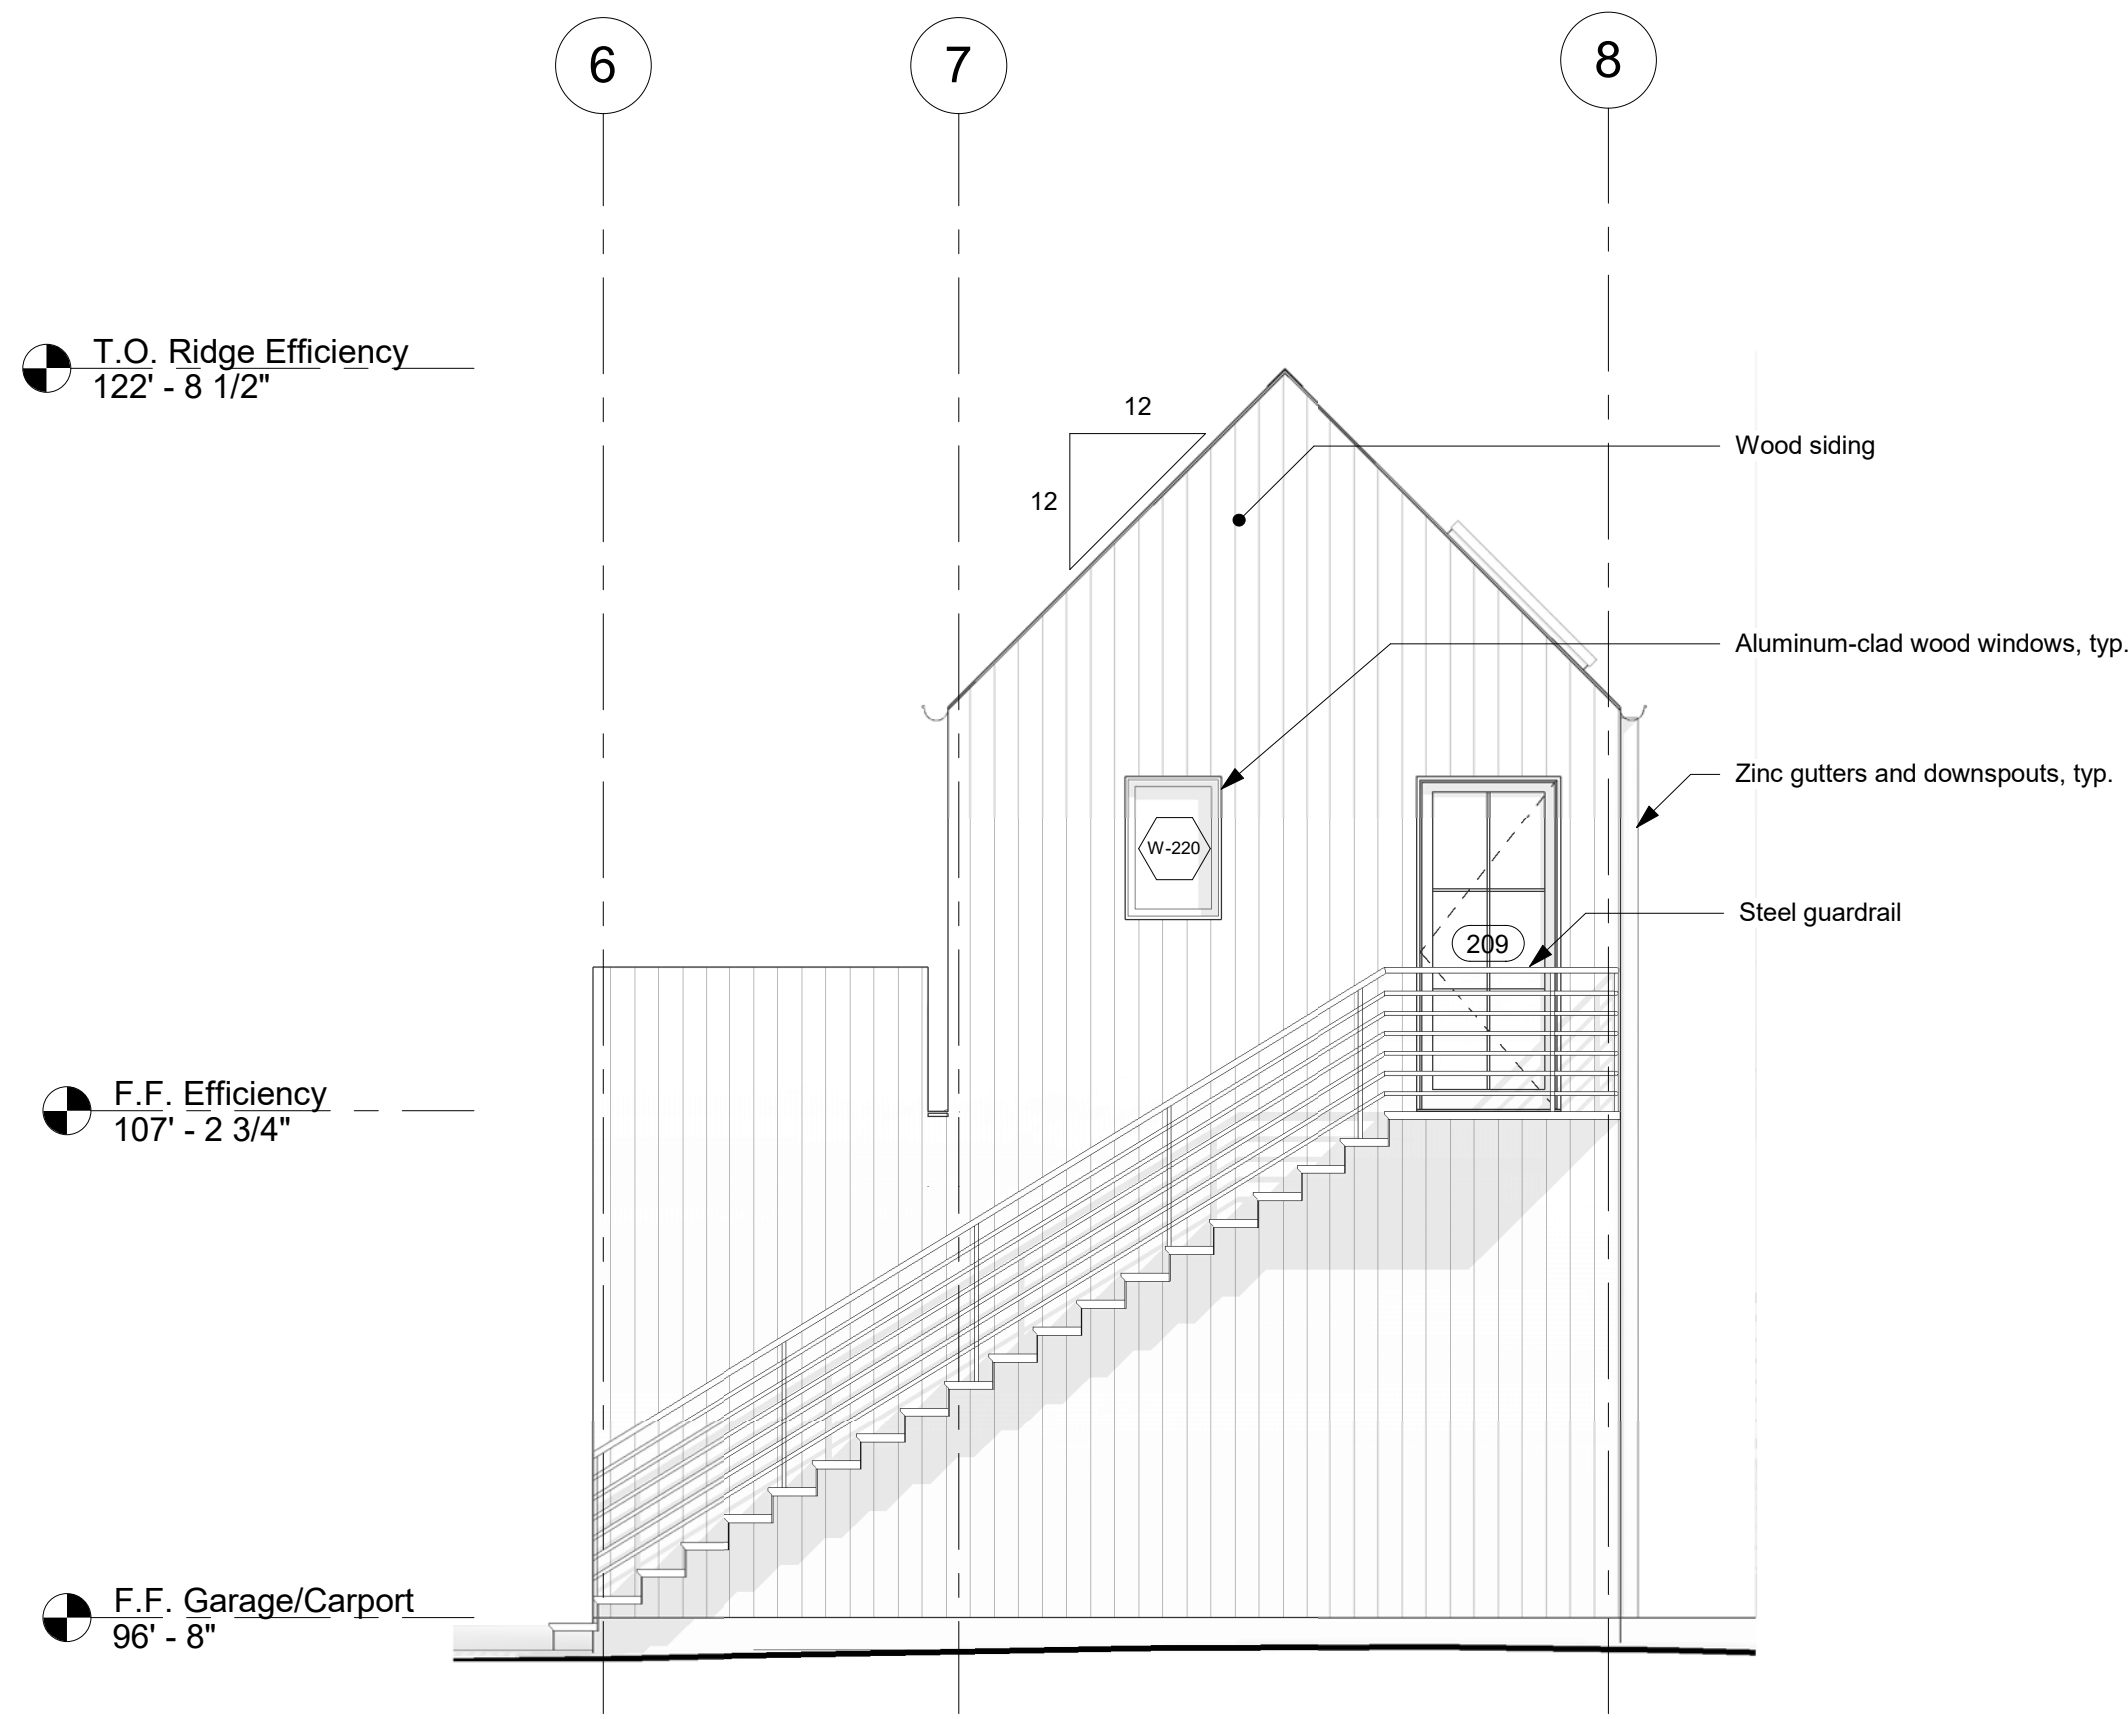 6
7
8
T.O. Ridge Efficiency
122' - 8 1/2"
12
12
Wood siding
Aluminum-clad wood windows, typ.
Zinc gutters and downspouts, typ.
W-220
Steel guardrail
209
F.F. Efficiency
107' - 2 3/4"
F.F. Garage/Carport
96' - 8"